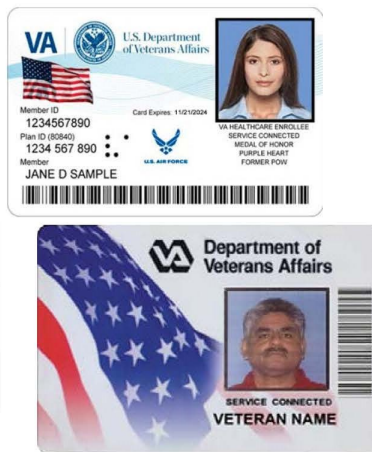 VA
U.S. Department
of Veterans Affairs
Member ID
1234567890
Card Expires: 11/21/2024
Plan ID (80840)
1234 567 890
Member
JANE D SAMPLE
U.S. AIR FORCE
VA HEALTHCARE ENROLLEE
SERVICE CONNECTED
MEDAL OF HONOR
PURPLE HEART
FORMER POW
VA
Department of
Veterans Affairs
SERVICE CONNECTED
VETERAN NAME